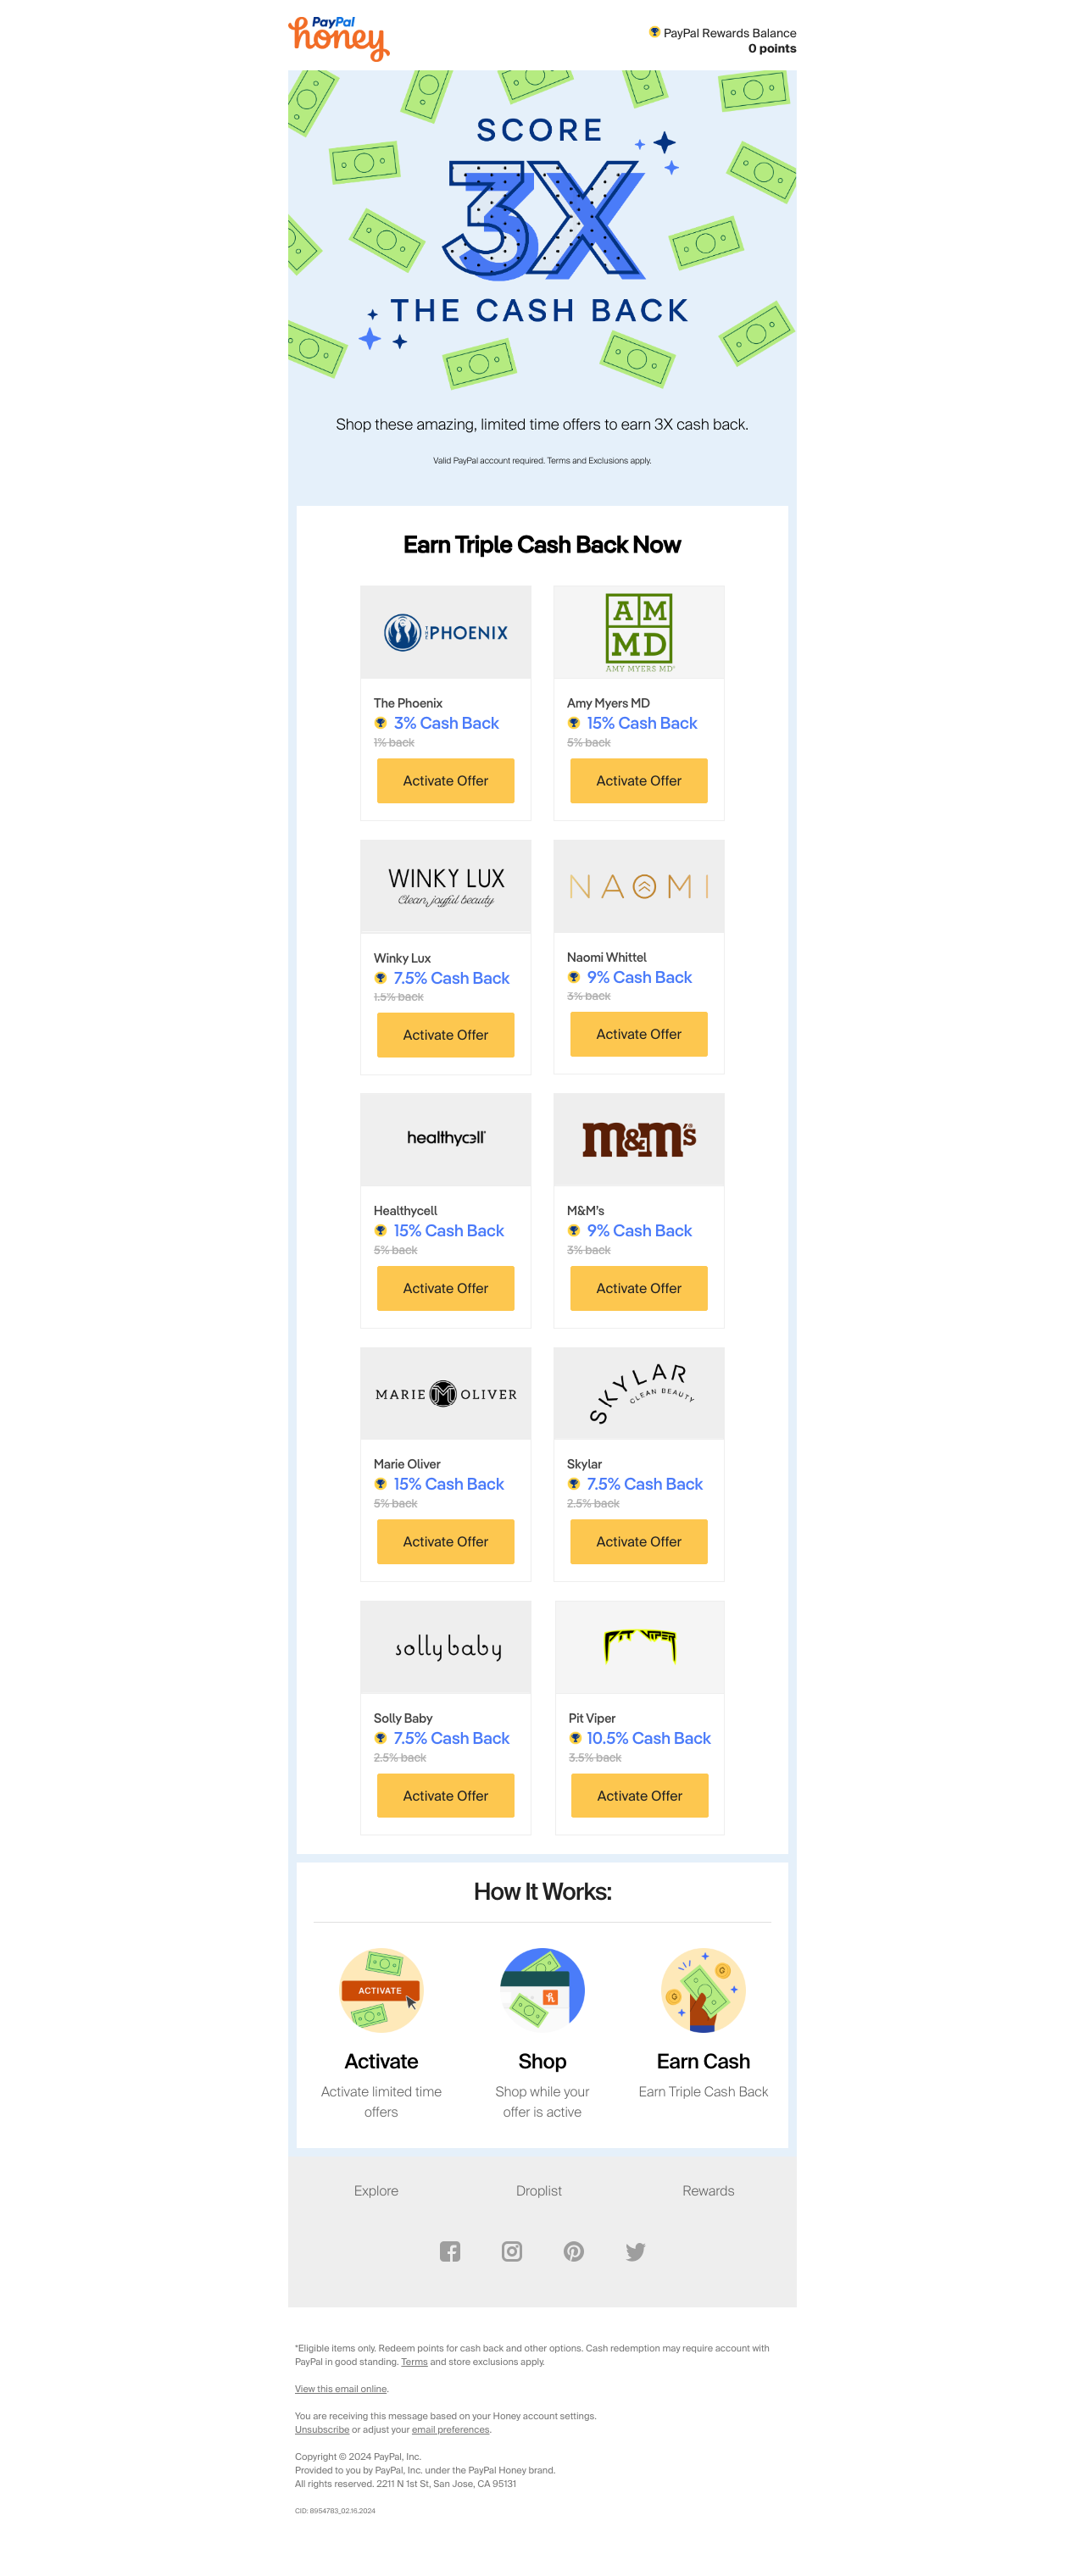 PayPal
honey
PayPal Rewards Balance
0 points
SCORE
3X
THE CASH BACK
Shop these amazing, limited time offers to earn 3X cash back.
Valid PayPal account required. Terms and Exclusions apply.
Earn Triple Cash Back Now
THE PHOENIX
The Phoenix
3% Cash Back
1% back
Activate Offer
AM
MD
AMY MYERS MD®
Amy Myers MD
15% Cash Back
5% back
Activate Offer
WINKY LUX
Clean, joyful beauty
Winky Lux
7.5% Cash Back
1.5% back
Activate Offer
NAOMI
Naomi Whittel
9% Cash Back
3% back
Activate Offer
healthycell
Healthycell
15% Cash Back
5% back
Activate Offer
m&m's®
M&M's
9% Cash Back
3% back
Activate Offer
MARIE M OLIVER
Marie Oliver
15% Cash Back
5% back
Activate Offer
SKYLAR
CLEAN BEAUTY
Skylar
7.5% Cash Back
2.5% back
Activate Offer
solly baby
Solly Baby
7.5% Cash Back
2.5% back
Activate Offer
PIT VIPER
Pit Viper
10.5% Cash Back
3.5% back
Activate Offer
How It Works:
ACTIVATE
h
G
G
Activate
Activate limited time
offers
Shop
Shop while your
offer is active
Earn Cash
Earn Triple Cash Back
Explore Droplist Rewards
*Eligible items only. Redeem points for cash back and other options. Cash redemption may require account with
PayPal in good standing. Terms and store exclusions apply.
View this email online.
You are receiving this message based on your Honey account settings.
Unsubscribe or adjust your email preferences.
Copyright © 2024 PayPal, Inc.
Provided to you by PayPal, Inc. under the PayPal Honey brand.
All rights reserved. 2211 N 1st St, San Jose, CA 95131
CID: 8954783_02.16.2024